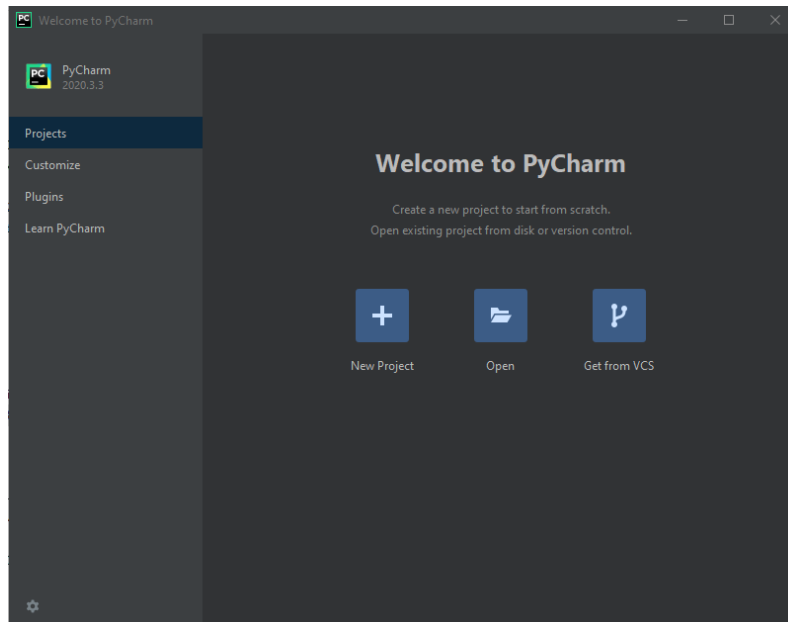 Welcome to PyCharm
PC
PyCharm
2020.3.3
Projects
Customize
Plugins
Learn PyCharm
Welcome to PyCharm
Create a new project to start from scratch.
Open existing project from disk or version control.
New Project
Open
Get from VCS